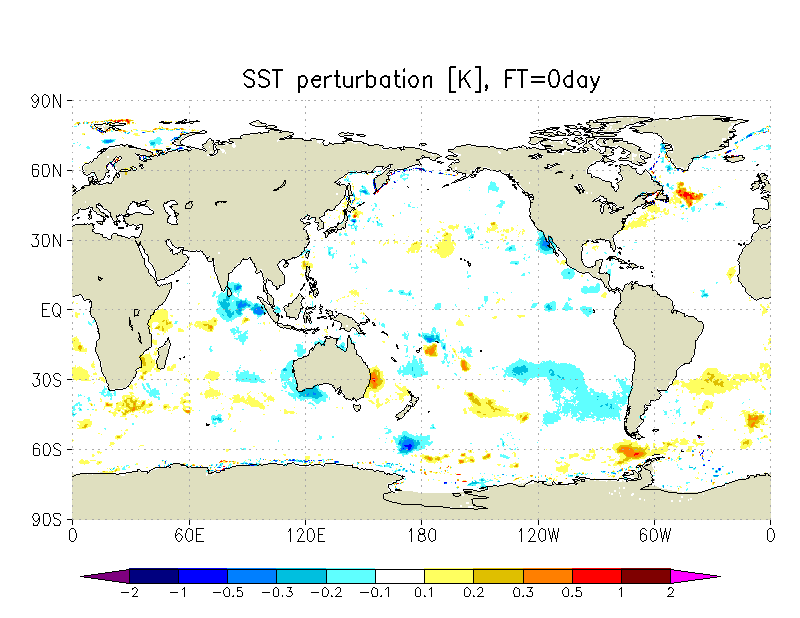 SST perturbation [K], FT=0day
90N
60N
30N
EQ
30S
60S
90S
0 60E 120E 180 120W 60W 0
-2 -1 -0.5 -0.3 -0.2 -0.1 0.1 0.2 0.3 0.5 1 2